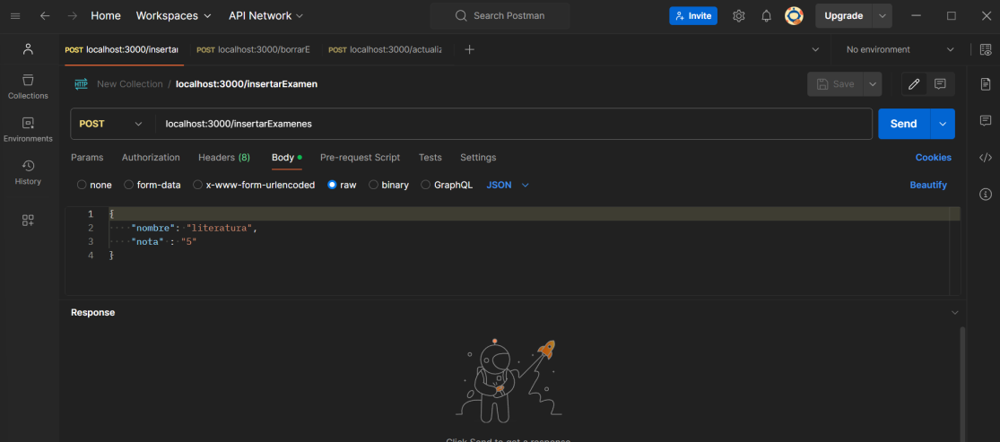 Home Workspaces API Network Search Postman Invite Upgrade
POST localhost:3000/insertar POST localhost:3000/borrarE POST localhost:3000/actualiz No environment
HTTP New Collection / localhost:3000/insertarExamen Save
Collections
POST localhost:3000/insertarExamenes Send
Environments
Params Authorization Headers (8) Body Pre-request Script Tests Settings Cookies
History
none form-data x-www-form-urlencoded raw binary GraphQL JSON Beautify
1 {
2 "nombre": "literatura",
3 "nota" : "5"
4 }
Response
Click Send to get a response